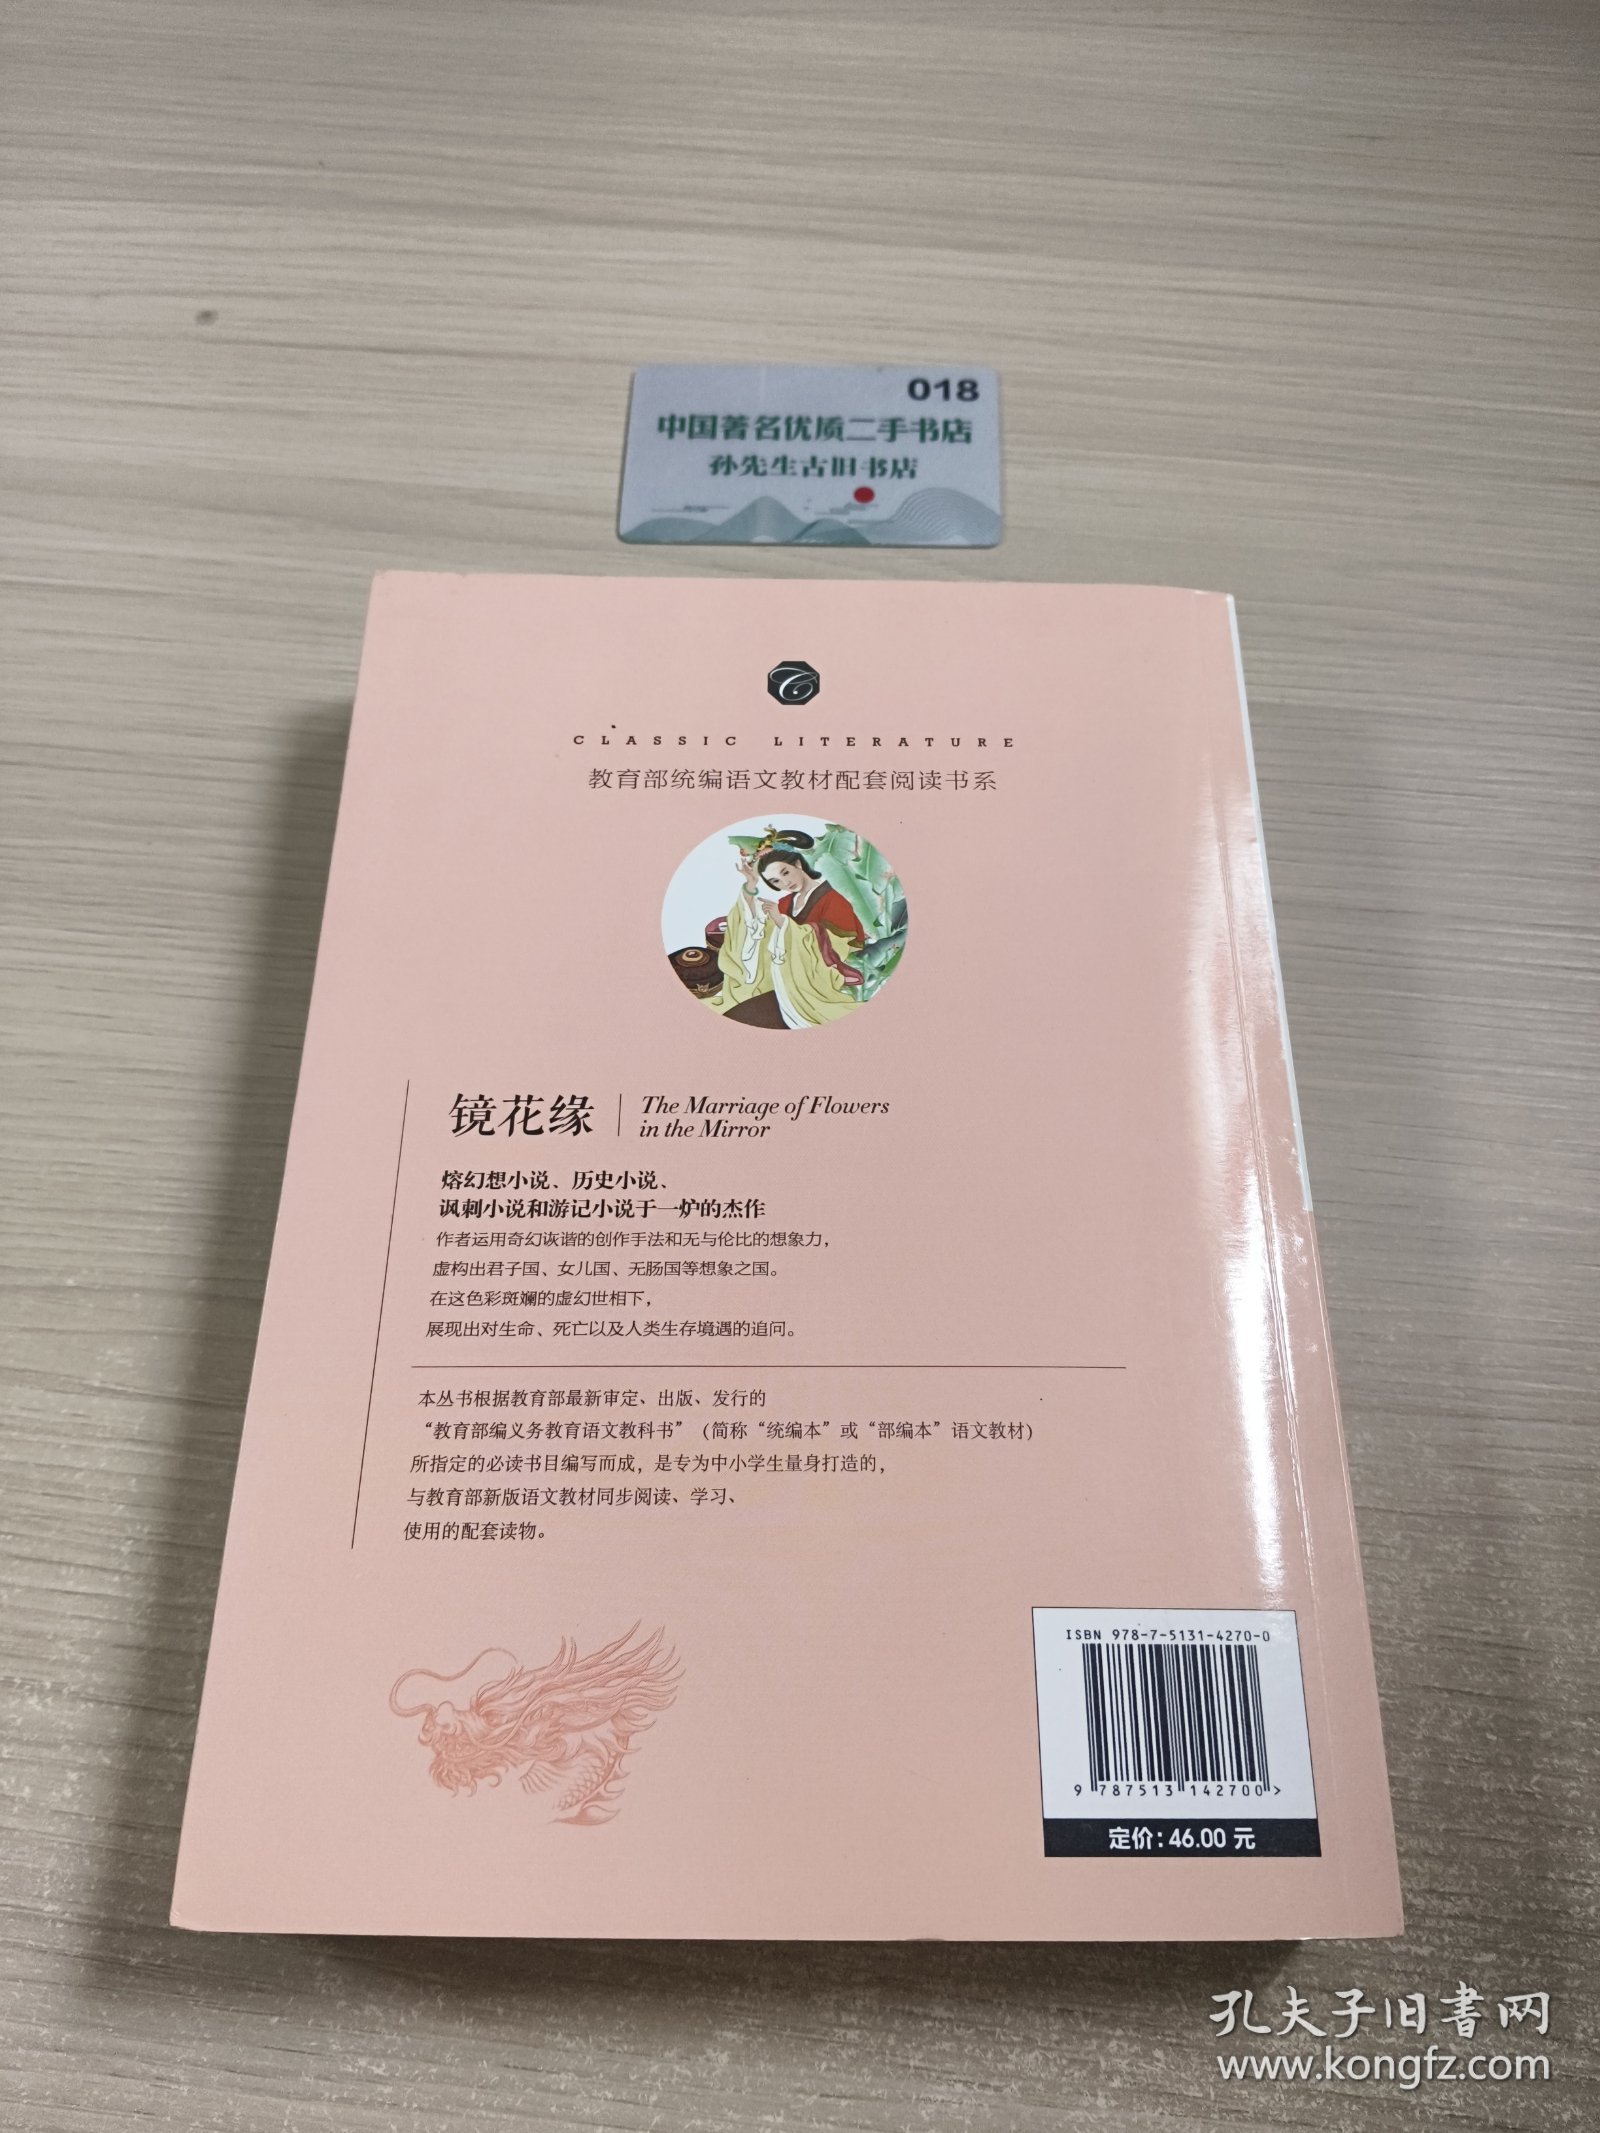 018
中国著名优质二手书店
孙先生古旧书店
CLASSIC LITERATURE
教育部统编语文教材配套阅读书系
镜花缘
The Marriage of Flowers
in the Mirror
熔幻想小说、历史小说、
讽刺小说和游记小说于一炉的杰作
作者运用奇幻诙谐的创作手法和无与伦比的想象力，
虚构出君子国、女儿国、无肠国等想象之国。
在这色彩斑斓的虚幻世相下，
展现出对生命、死亡以及人类生存境遇的追问。
本丛书根据教育部最新审定、出版、发行的
“教育部编义务教育语文教科书”（简称“统编本”或“部编本”语文教材）
所指定的必读书目编写而成，是专为中小学生量身打造的，
与教育部新版语文教材同步阅读、学习、
使用的配套读物。
ISBN 978-7-5131-4270-0
9 787513 142700 >
定价：46.00 元
孔夫子旧书网
www.kongfz.com